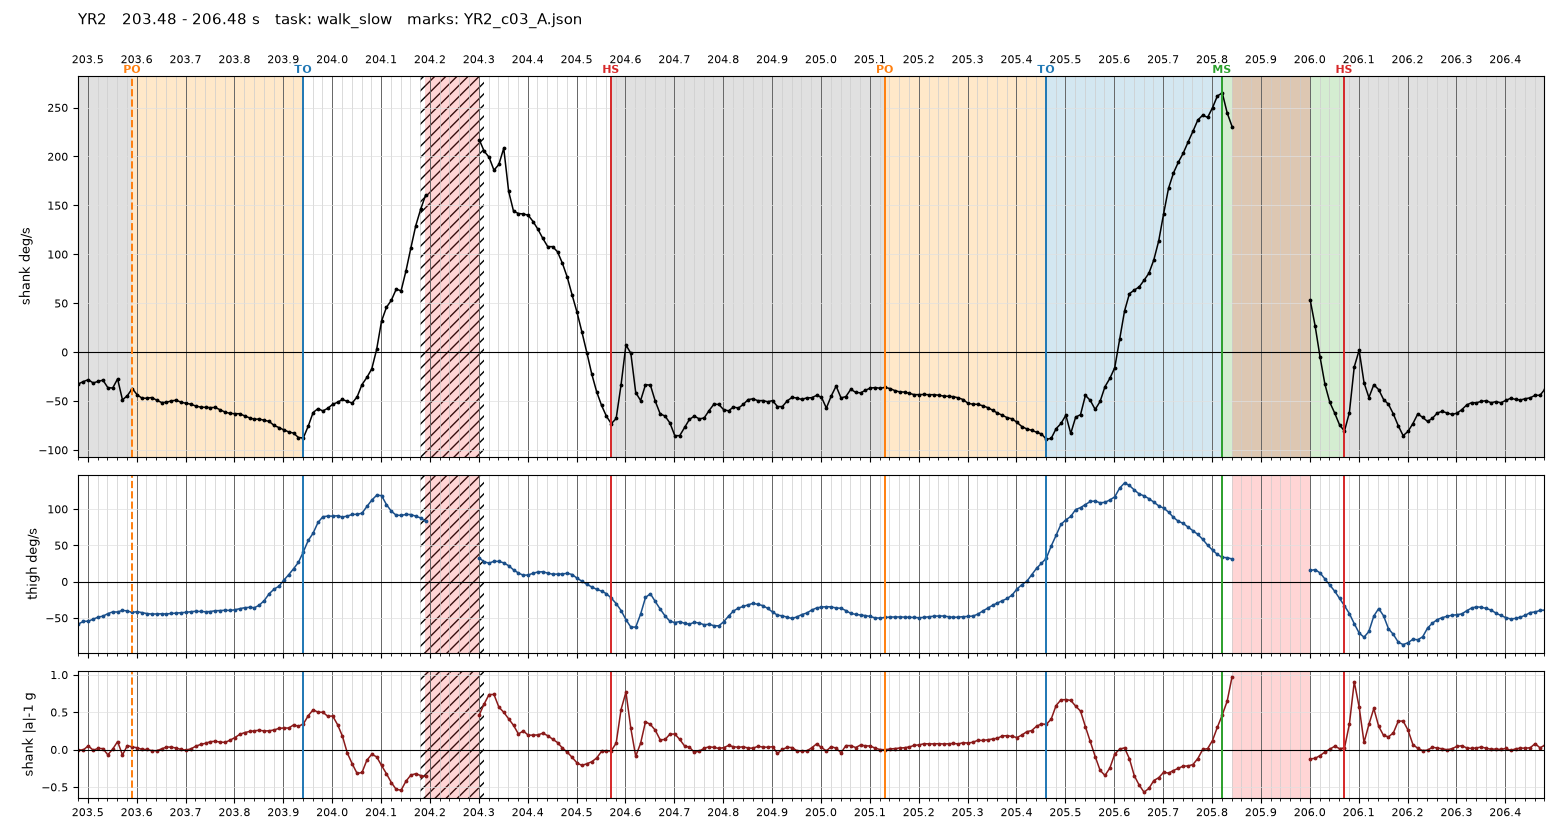 YR2   203.48 - 206.48 s   task: walk_slow   marks: YR2_c03_A.json
203.5 203.6 203.7 203.8 203.9 204.0 204.1 204.2 204.3 204.4 204.5 204.6 204.7 204.8 204.9 205.0 205.1 205.2 205.3 205.4 205.5 205.6 205.7 205.8 205.9 206.0 206.1 206.2 206.3 206.4
PO TO HS PO TO MS HS
shank deg/s
250
200
150
100
50
0
−50
−100
thigh deg/s
100
50
0
−50
shank |a|-1 g
1.0
0.5
0.0
−0.5
203.5 203.6 203.7 203.8 203.9 204.0 204.1 204.2 204.3 204.4 204.5 204.6 204.7 204.8 204.9 205.0 205.1 205.2 205.3 205.4 205.5 205.6 205.7 205.8 205.9 206.0 206.1 206.2 206.3 206.4